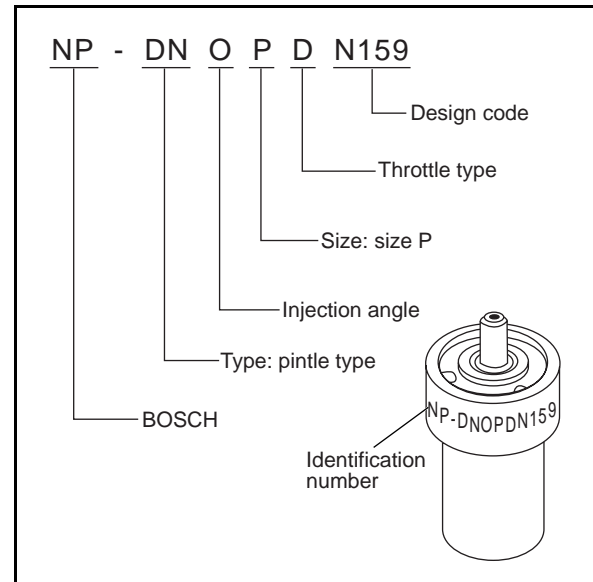 NP - DN O P D N159
Design code
Throttle type
Size: size P
Injection angle
Type: pintle type
BOSCH
NP-DNOPDN159
Identification
number